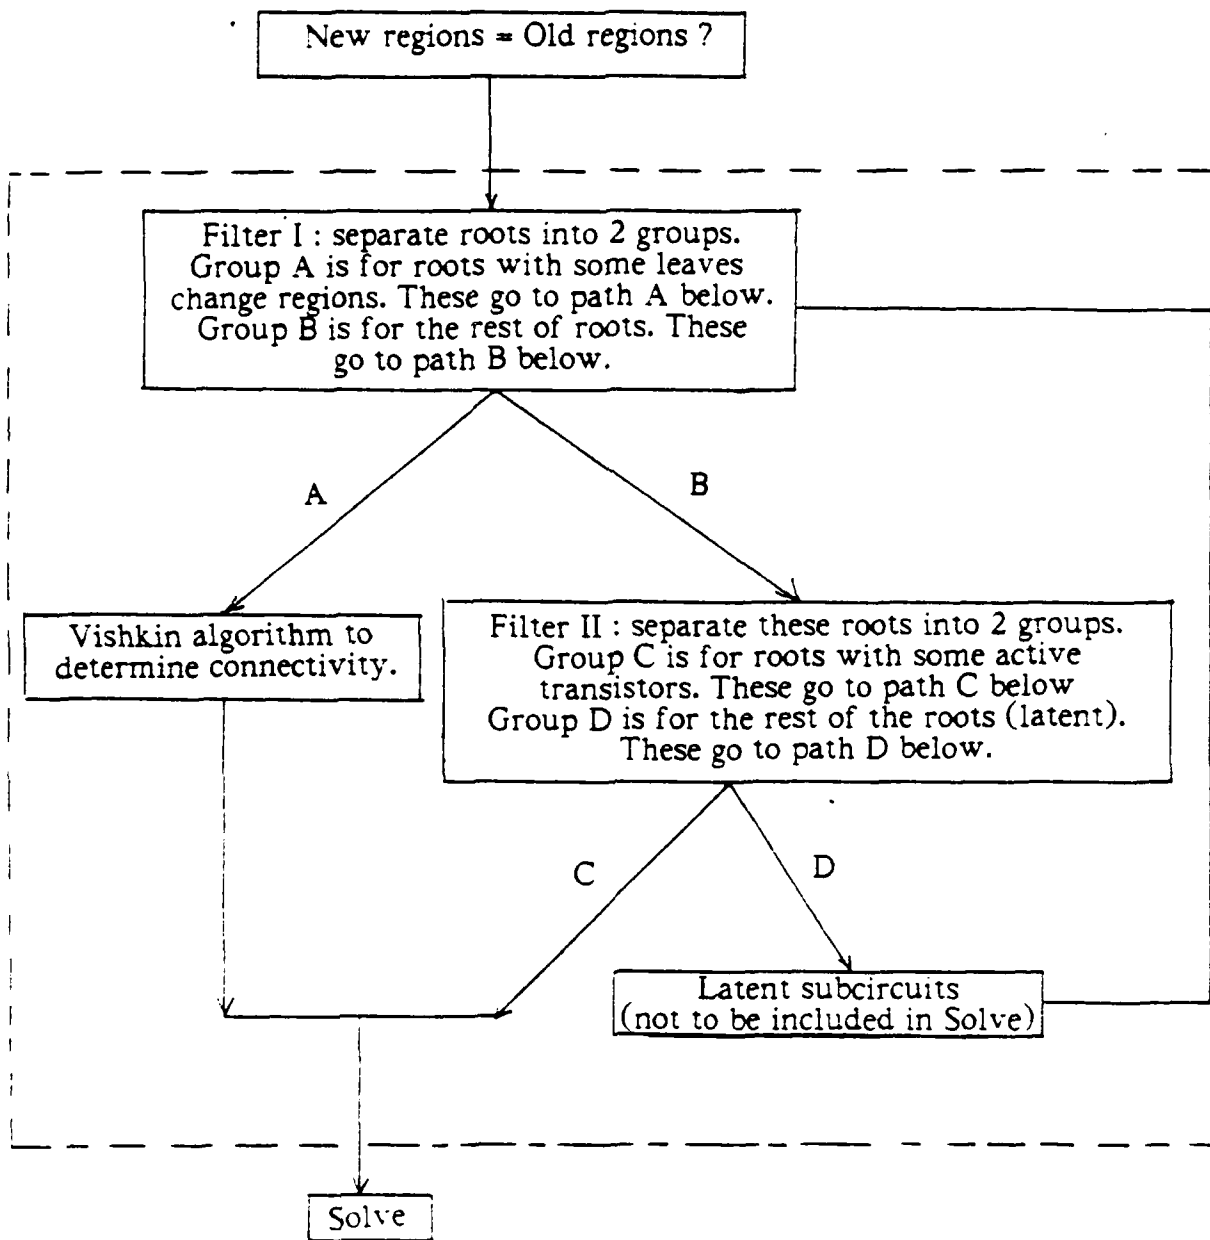 New regions = Old regions ?
Filter I : separate roots into 2 groups.
Group A is for roots with some leaves
change regions. These go to path A below.
Group B is for the rest of roots. These
go to path B below.
A
B
Vishkin algorithm to
determine connectivity.
Filter II : separate these roots into 2 groups.
Group C is for roots with some active
transistors. These go to path C below
Group D is for the rest of the roots (latent).
These go to path D below.
C
D
Latent subcircuits
(not to be included in Solve)
Solve